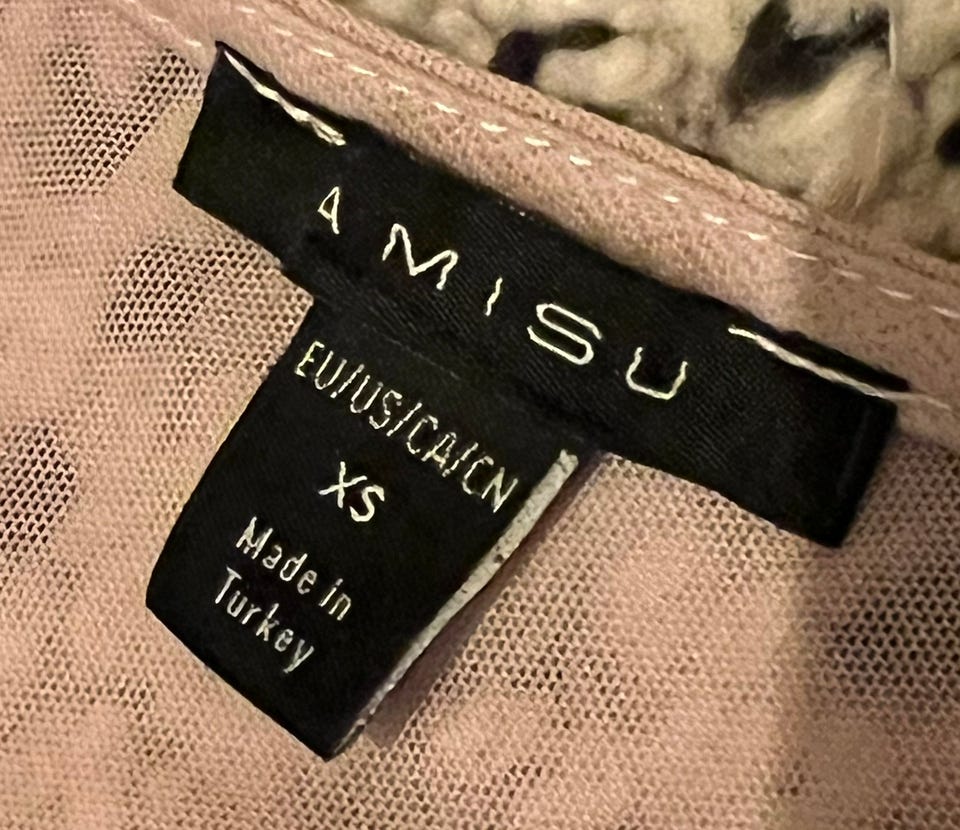 AMISU
EU/US/CA/CN
XS
Made in
Turkey